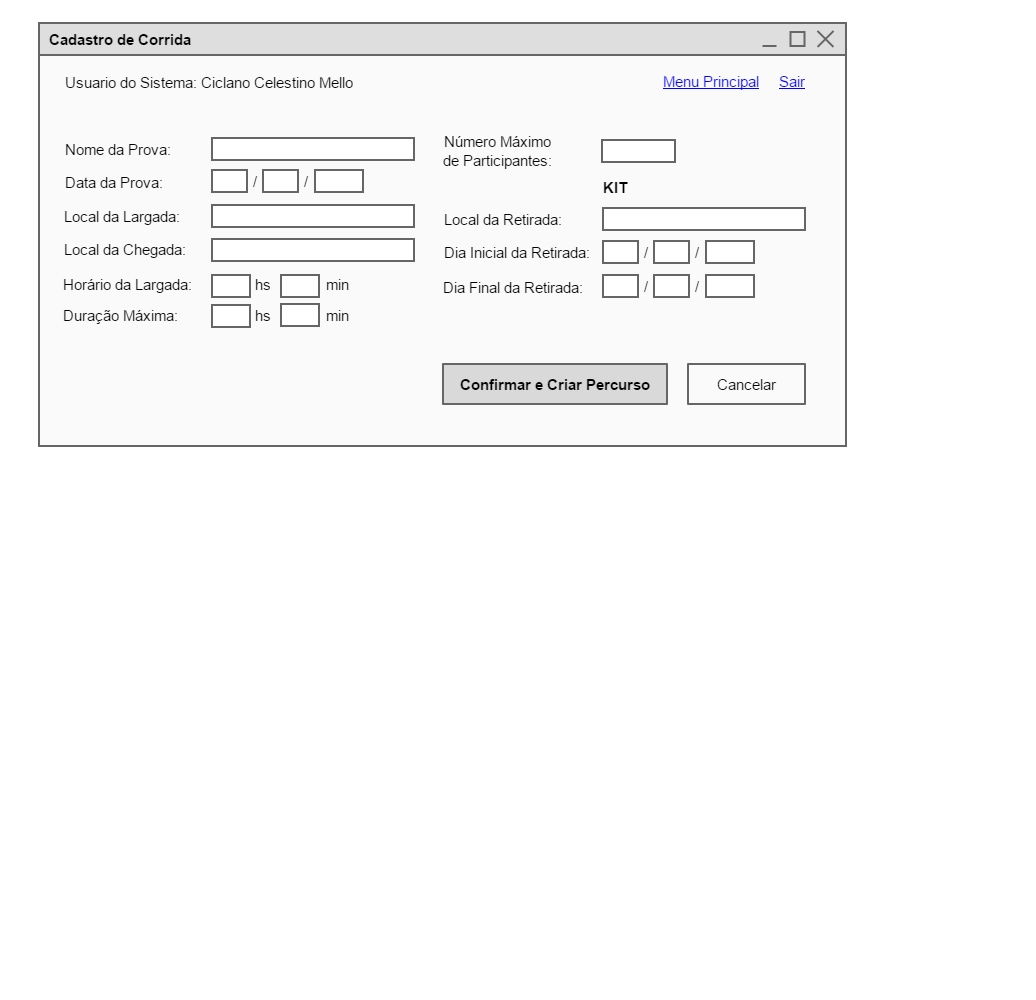 Cadastro de Corrida
Usuario do Sistema: Ciclano Celestino Mello
Menu Principal Sair
Nome da Prova:
Data da Prova: / /
Local da Largada:
Local da Chegada:
Horário da Largada: hs min
Duração Máxima: hs min
Número Máximo
de Participantes:
KIT
Local da Retirada:
Dia Inicial da Retirada: / /
Dia Final da Retirada: / /
Confirmar e Criar Percurso Cancelar